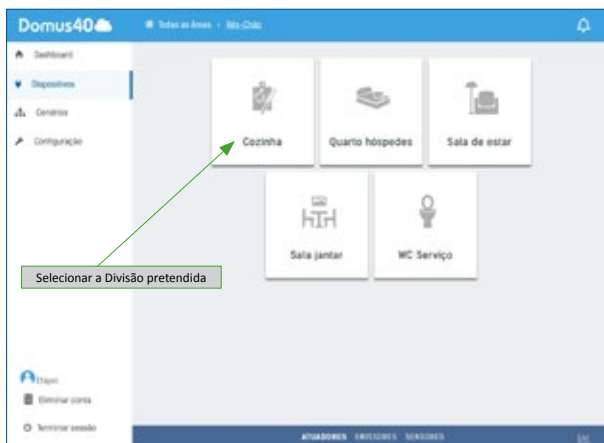 Domus40
Todas as Áreas › Rés-Chão
Dashboard
Dispositivos
Cenários
Configuração
Cozinha
Quarto hóspedes
Sala de estar
Sala jantar
WC Serviço
Selecionar a Divisão pretendida
Eliminar conta
Terminar sessão
ATUADORES EMISSORES SENSORES